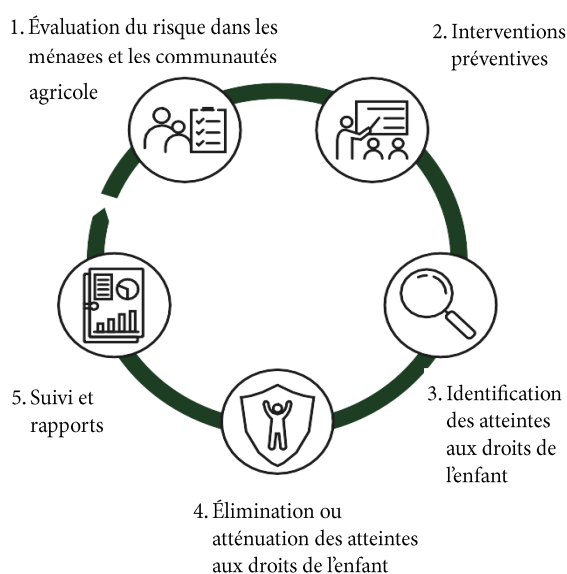 1. Évaluation du risque dans les
ménages et les communautés
agricole
2. Interventions
préventives
3. Identification
des atteintes
aux droits de
l'enfant
4. Élimination ou
atténuation des atteintes
aux droits de l'enfant
5. Suivi et
rapports